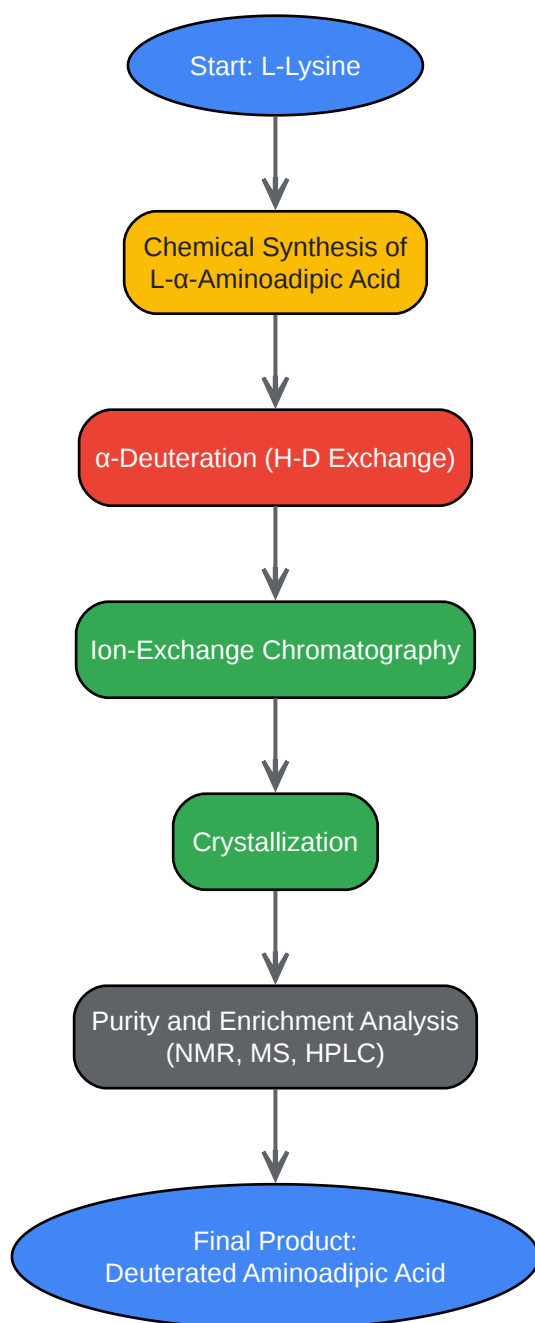 Start: L-Lysine
Chemical Synthesis of
L-α-Aminoadipic Acid
α-Deuteration (H-D Exchange)
Ion-Exchange Chromatography
Crystallization
Purity and Enrichment Analysis
(NMR, MS, HPLC)
Final Product:
Deuterated Aminoadipic Acid